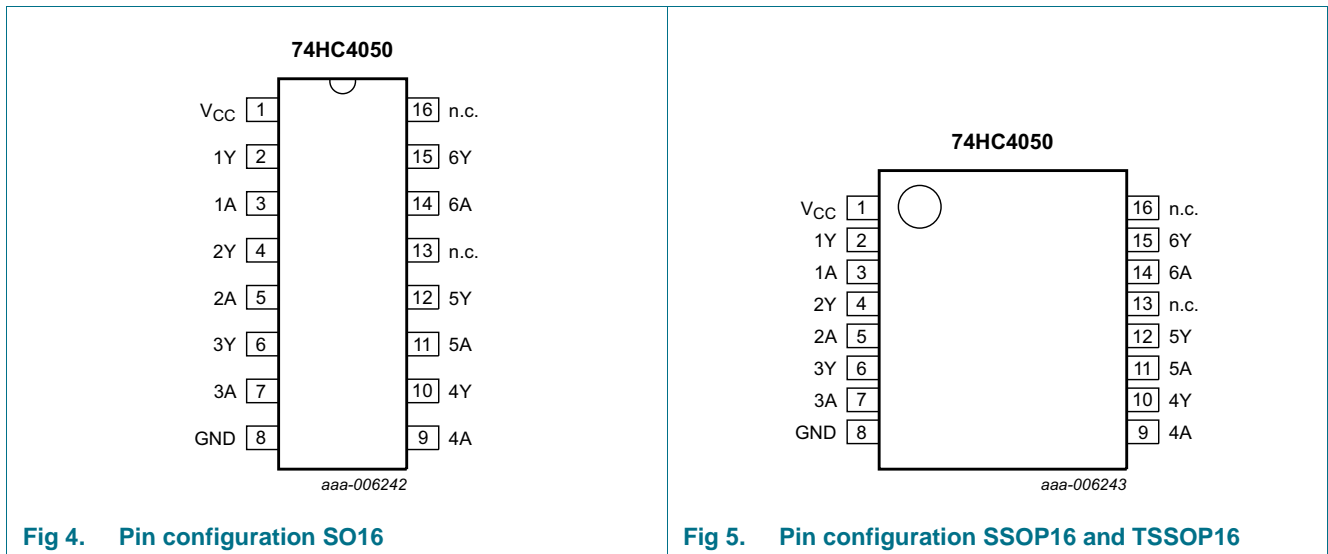 74HC4050
VCC 1 16 n.c.
1Y 2 15 6Y
1A 3 14 6A
2Y 4 13 n.c.
2A 5 12 5Y
3Y 6 11 5A
3A 7 10 4Y
GND 8 9 4A
aaa-006242
Fig 4. Pin configuration SO16
74HC4050
VCC 1 16 n.c.
1Y 2 15 6Y
1A 3 14 6A
2Y 4 13 n.c.
2A 5 12 5Y
3Y 6 11 5A
3A 7 10 4Y
GND 8 9 4A
aaa-006243
Fig 5. Pin configuration SSOP16 and TSSOP16